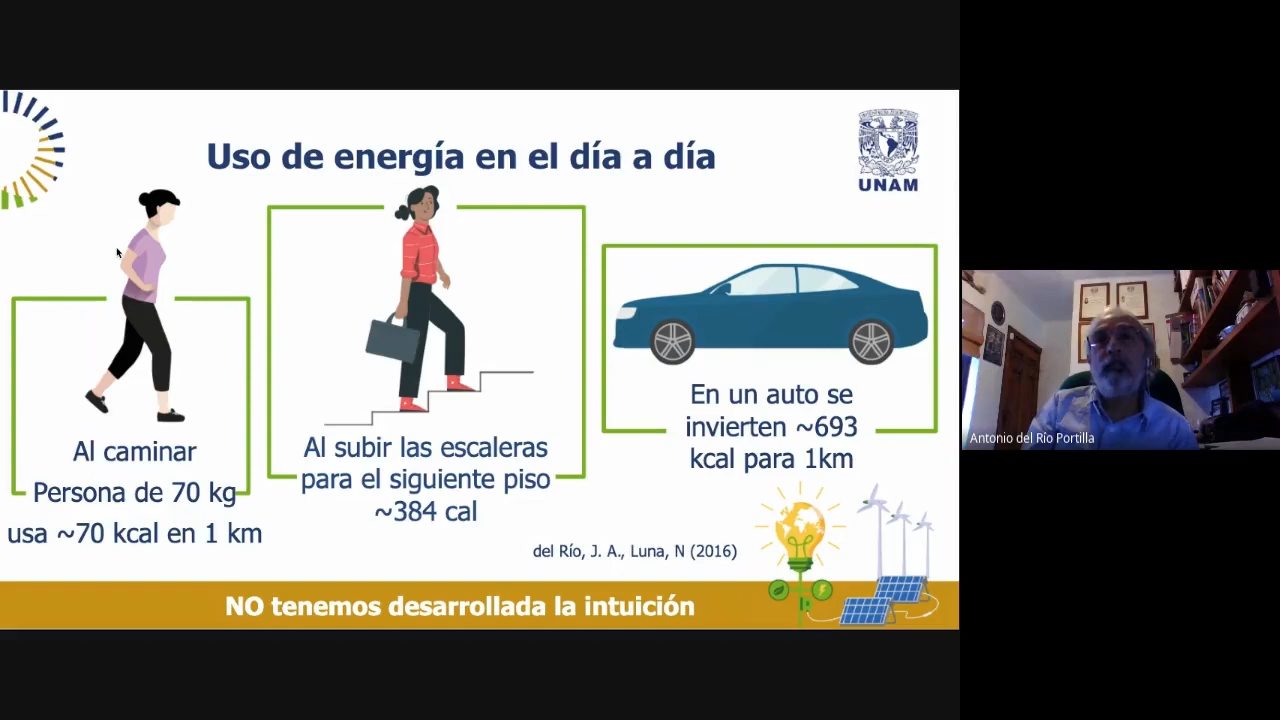 Uso de energía en el día a día
UNAM
Al caminar
Persona de 70 kg
usa ~70 kcal en 1 km
Al subir las escaleras
para el siguiente piso
~384 cal
En un auto se
invierten ~693
kcal para 1km
del Río, J. A., Luna, N (2016)
NO tenemos desarrollada la intuición
Antonio del Río Portilla